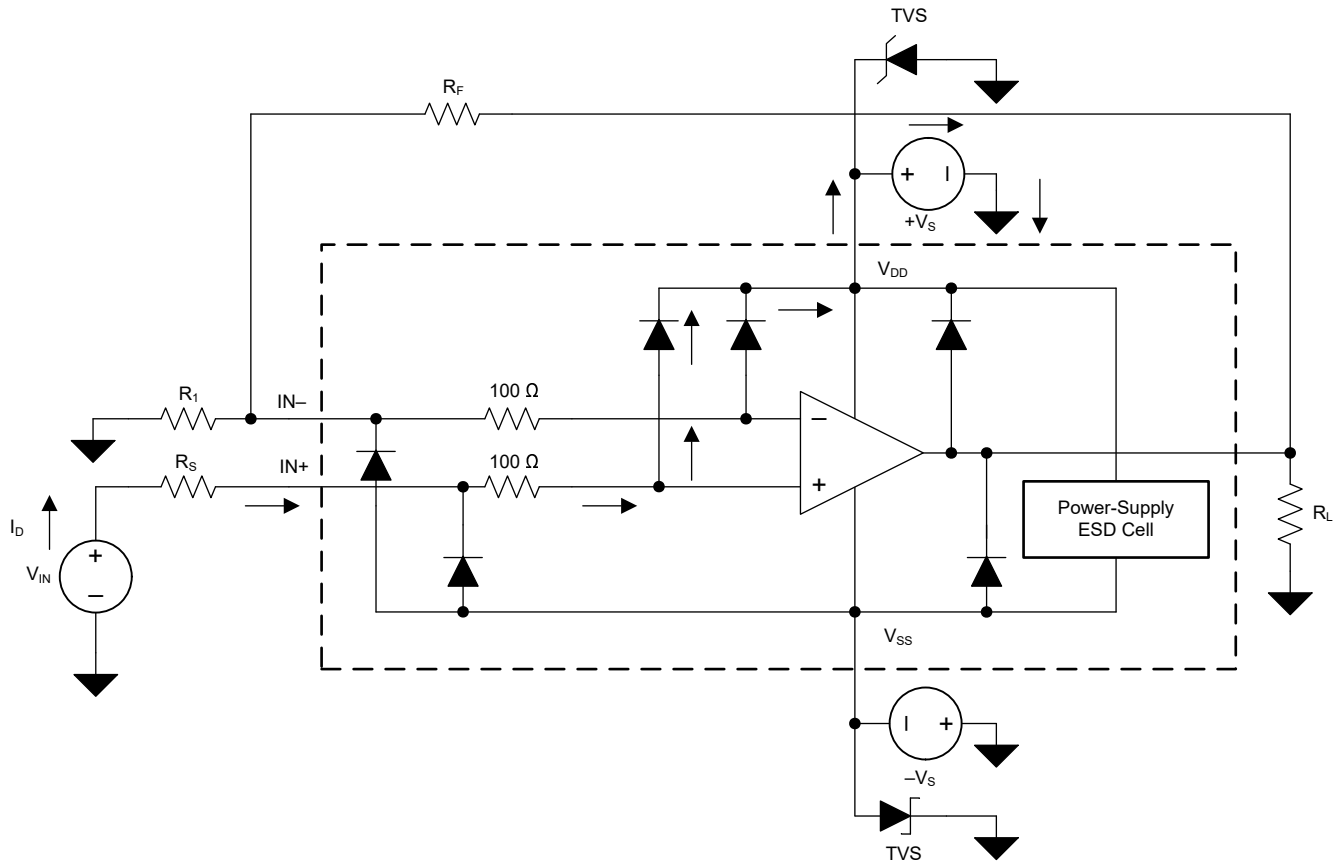 TVS
R_F
+ I
+V_S
V_DD
R_1
IN–
100 Ω
–
R_S
IN+
100 Ω
+
Power-Supply
ESD Cell
R_L
I_D
V_IN
+
–
V_SS
I +
–V_S
TVS